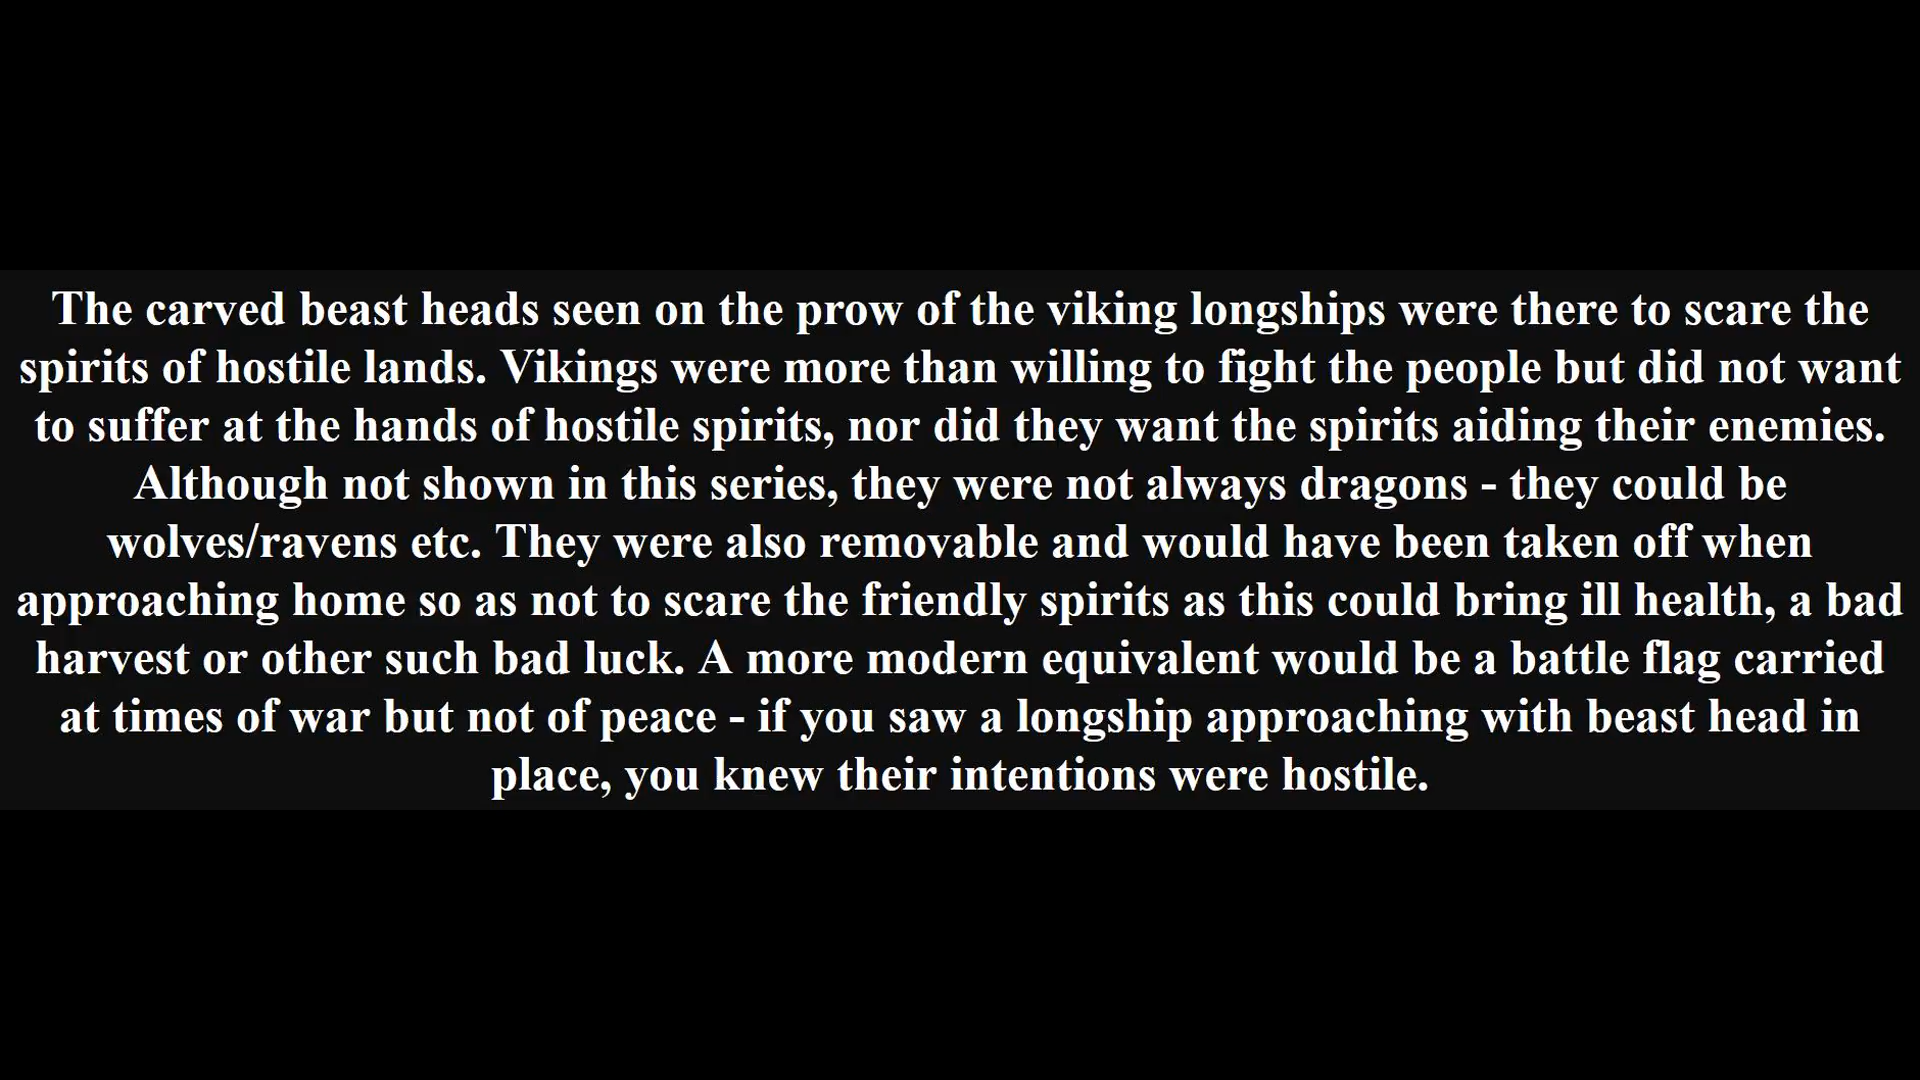 The carved beast heads seen on the prow of the viking longships were there to scare the
spirits of hostile lands. Vikings were more than willing to fight the people but did not want
to suffer at the hands of hostile spirits, nor did they want the spirits aiding their enemies.
Although not shown in this series, they were not always dragons - they could be
wolves/ravens etc. They were also removable and would have been taken off when
approaching home so as not to scare the friendly spirits as this could bring ill health, a bad
harvest or other such bad luck. A more modern equivalent would be a battle flag carried
at times of war but not of peace - if you saw a longship approaching with beast head in
place, you knew their intentions were hostile.